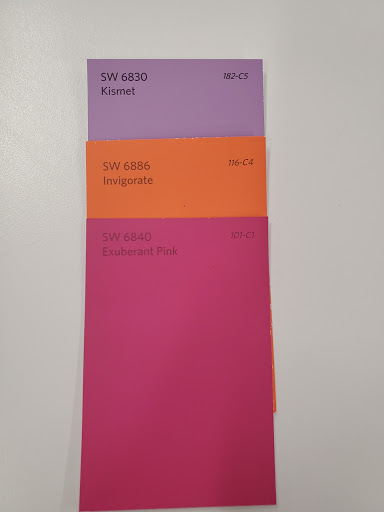 SW 6830 182-C5
Kismet
SW 6886 116-C4
Invigorate
SW 6840 101-C1
Exuberant Pink